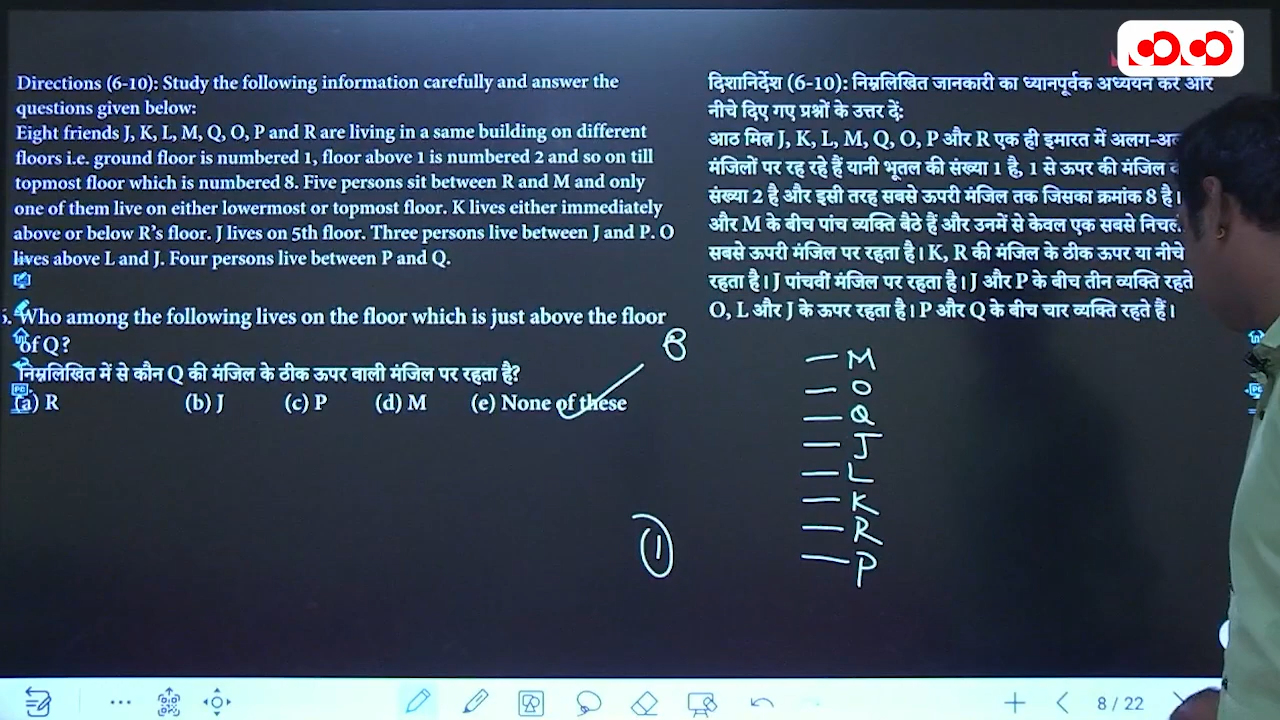 Directions (6-10): Study the following information carefully and answer the
questions given below:
Eight friends J, K, L, M, Q, O, P and R are living in a same building on different
floors i.e. ground floor is numbered 1, floor above 1 is numbered 2 and so on till
topmost floor which is numbered 8. Five persons sit between R and M and only
one of them live on either lowermost or topmost floor. K lives either immediately
above or below R's floor. J lives on 5th floor. Three persons live between J and P. O
lives above L and J. Four persons live between P and Q.
Who among the following lives on the floor which is just above the floor
of Q?
निम्नलिखित में से कौन Q की मंजिल के ठीक ऊपर वाली मंजिल पर रहता है?
(a) R (b) J (c) P (d) M (e) None of these
दिशानिर्देश (6-10): निम्नलिखित जानकारी का ध्यानपूर्वक अध्ययन करें और
नीचे दिए गए प्रश्नों के उत्तर दें:
आठ मित्र J, K, L, M, Q, O, P और R एक ही इमारत में
मंजिलों पर रह रहे हैं यानी भूतल की संख्या 1 है, 1 से ऊपर की मंजिल
संख्या 2 है और इसी तरह सबसे ऊपरी मंजिल तक जिसका क्रमांक 8 है।
और M के बीच पांच व्यक्ति बैठे हैं और उनमें से केवल एक सबसे
सबसे ऊपरी मंजिल पर रहता है। K, R की मंजिल के ठीक ऊपर या नीचे
रहता है। J पांचवीं मंजिल पर रहता है। J और P के बीच तीन व्यक्ति रहते
O, L और J के ऊपर रहता है। P और Q के बीच चार व्यक्ति रहते हैं।
M
O
Q
J
L
K
R
P
1
8 / 22